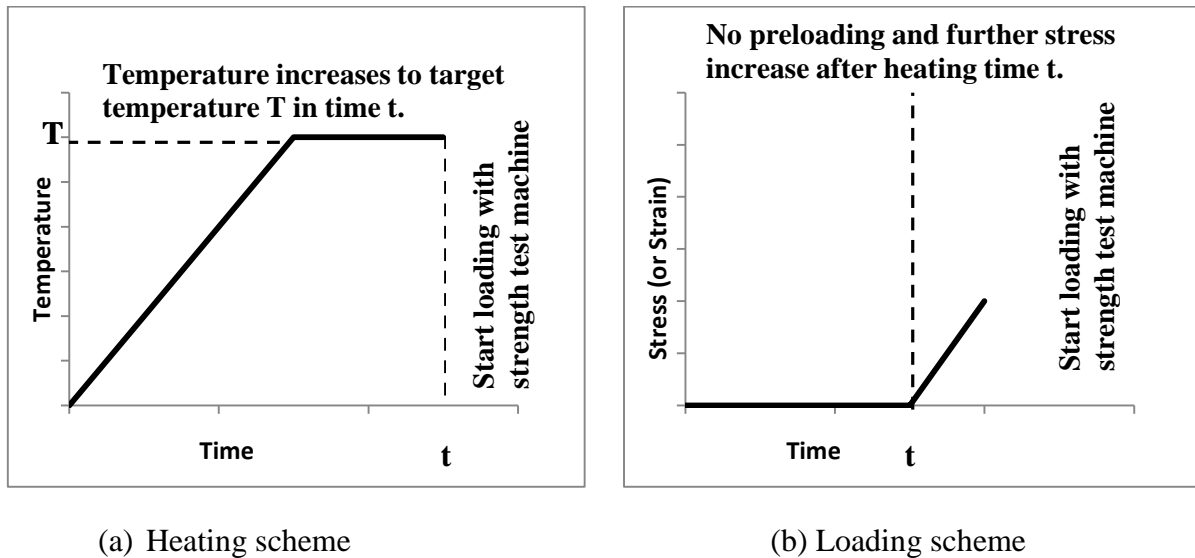 Temperature increases to target
temperature T in time t.
T
Temperature
Start loading with
strength test machine
Time
t
(a) Heating scheme
No preloading and further stress
increase after heating time t.
Stress (or Strain)
Start loading with
strength test machine
Time
t
(b) Loading scheme